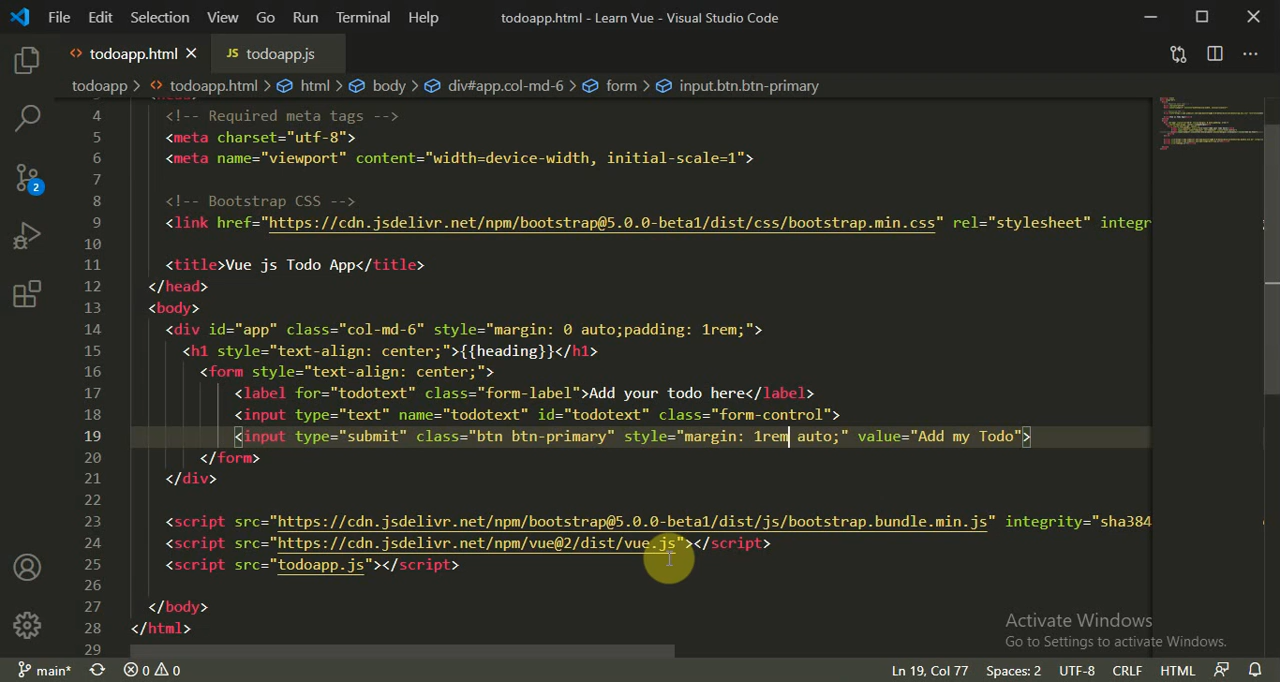 File Edit Selection View Go Run Terminal Help todoapp.html - Learn Vue - Visual Studio Code
<> todoapp.html JS todoapp.js
todoapp > <> todoapp.html > html > body > div#app.col-md-6 > form > input.btn.btn-primary
4 <!-- Required meta tags -->
5 <meta charset="utf-8">
6 <meta name="viewport" content="width=device-width, initial-scale=1">
7
8 <!-- Bootstrap CSS -->
9 <link href="https://cdn.jsdelivr.net/npm/bootstrap@5.0.0-beta1/dist/css/bootstrap.min.css" rel="stylesheet" integr
10
11 <title>Vue js Todo App</title>
12 </head>
13 <body>
14 <div id="app" class="col-md-6" style="margin: 0 auto;padding: 1rem;">
15 <h1 style="text-align: center;">{{heading}}</h1>
16 <form style="text-align: center;">
17 <label for="todotext" class="form-label">Add your todo here</label>
18 <input type="text" name="todotext" id="todotext" class="form-control">
19 <input type="submit" class="btn btn-primary" style="margin: 1rem auto;" value="Add my Todo">
20 </form>
21 </div>
22
23 <script src="https://cdn.jsdelivr.net/npm/bootstrap@5.0.0-beta1/dist/js/bootstrap.bundle.min.js" integrity="sha384
24 <script src="https://cdn.jsdelivr.net/npm/vue@2/dist/vue.js"></script>
25 <script src="todoapp.js"></script>
26
27 </body>
28 </html>
29
2
Activate Windows
Go to Settings to activate Windows.
main* 0 0 Ln 19, Col 77 Spaces: 2 UTF-8 CRLF HTML